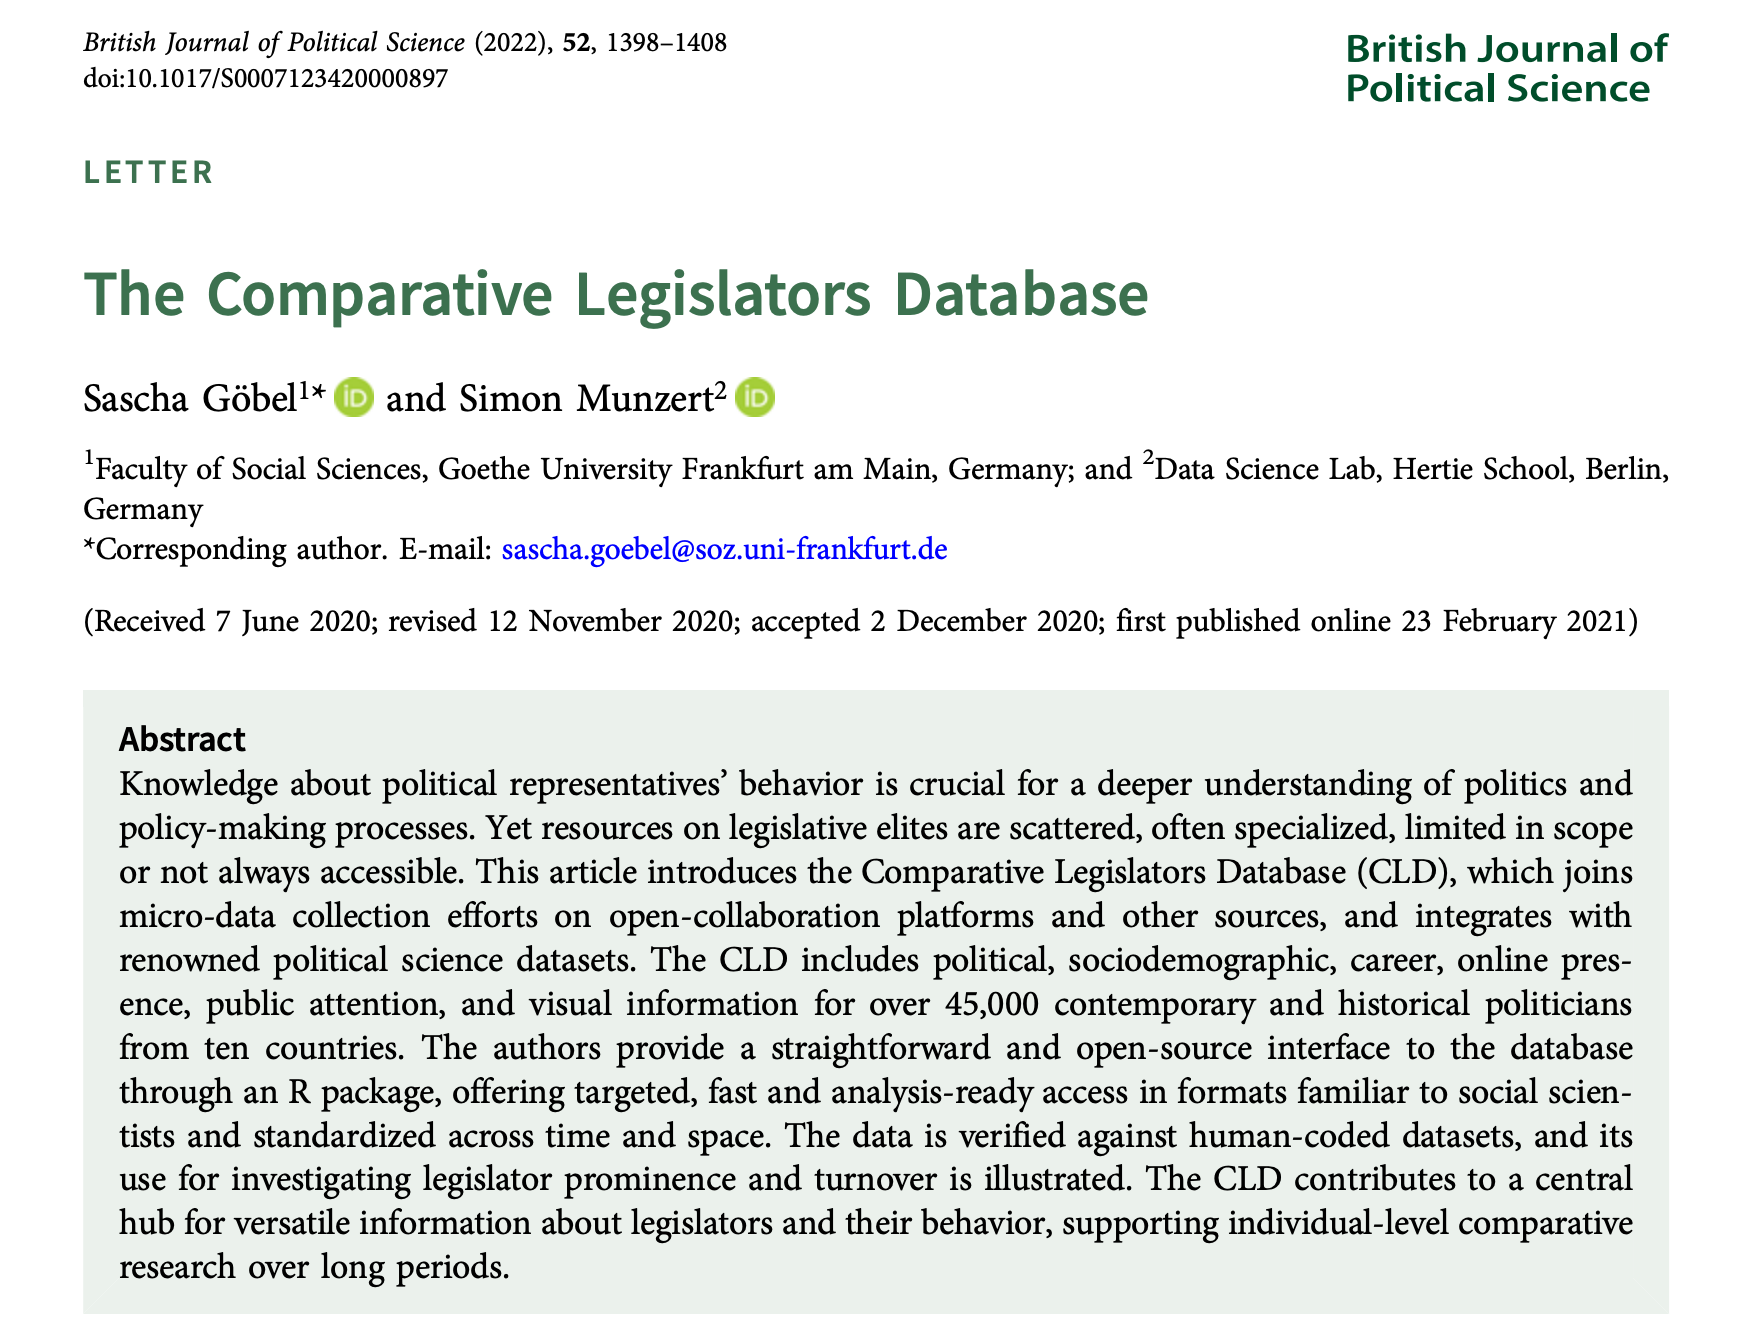 British Journal of Political Science (2022), 52, 1398–1408
doi:10.1017/S0007123420000897
British Journal of
Political Science
LETTER
The Comparative Legislators Database
Sascha Göbel1* iD and Simon Munzert2 iD
1Faculty of Social Sciences, Goethe University Frankfurt am Main, Germany; and 2Data Science Lab, Hertie School, Berlin,
Germany
*Corresponding author. E-mail: sascha.goebel@soz.uni-frankfurt.de
(Received 7 June 2020; revised 12 November 2020; accepted 2 December 2020; first published online 23 February 2021)
Abstract
Knowledge about political representatives’ behavior is crucial for a deeper understanding of politics and
policy-making processes. Yet resources on legislative elites are scattered, often specialized, limited in scope
or not always accessible. This article introduces the Comparative Legislators Database (CLD), which joins
micro-data collection efforts on open-collaboration platforms and other sources, and integrates with
renowned political science datasets. The CLD includes political, sociodemographic, career, online pres-
ence, public attention, and visual information for over 45,000 contemporary and historical politicians
from ten countries. The authors provide a straightforward and open-source interface to the database
through an R package, offering targeted, fast and analysis-ready access in formats familiar to social scien-
tists and standardized across time and space. The data is verified against human-coded datasets, and its
use for investigating legislator prominence and turnover is illustrated. The CLD contributes to a central
hub for versatile information about legislators and their behavior, supporting individual-level comparative
research over long periods.